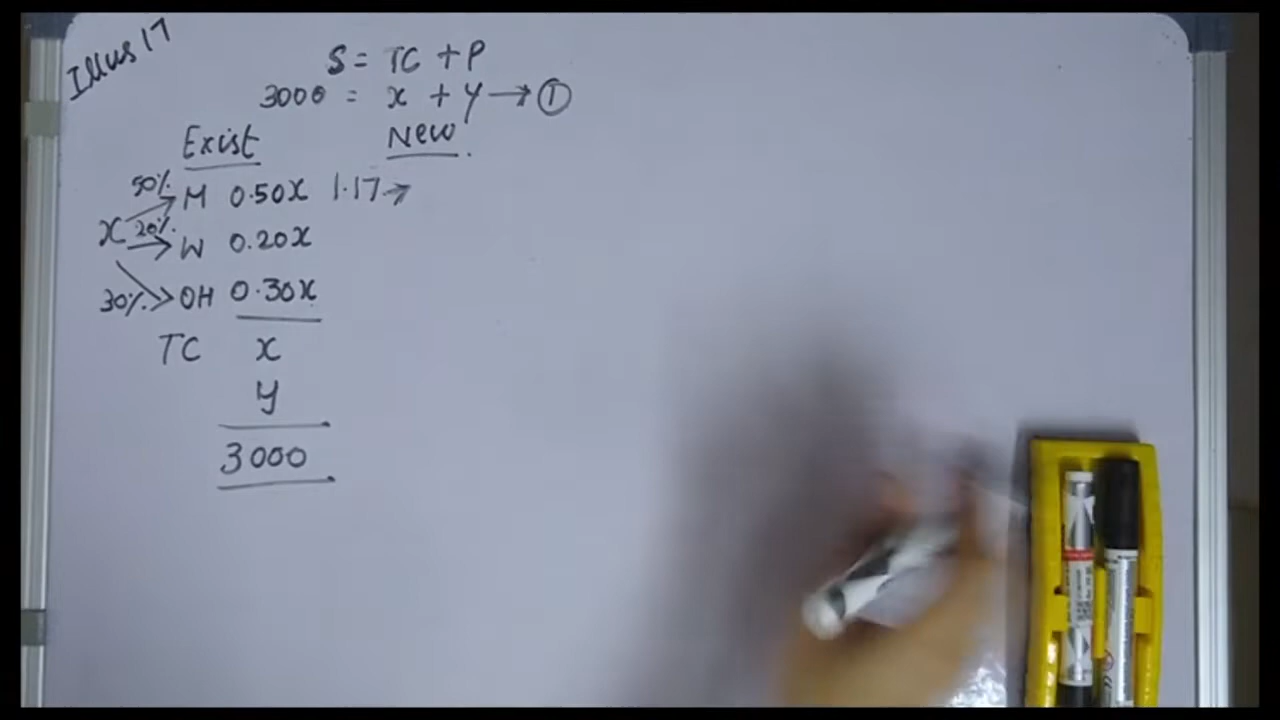 Illus 17
S = TC + P
3000 = x + y → ①
Exist New
50% M 0.50x 1.17→
x 20% W 0.20x
30% OH 0.30x
TC x
y
3000